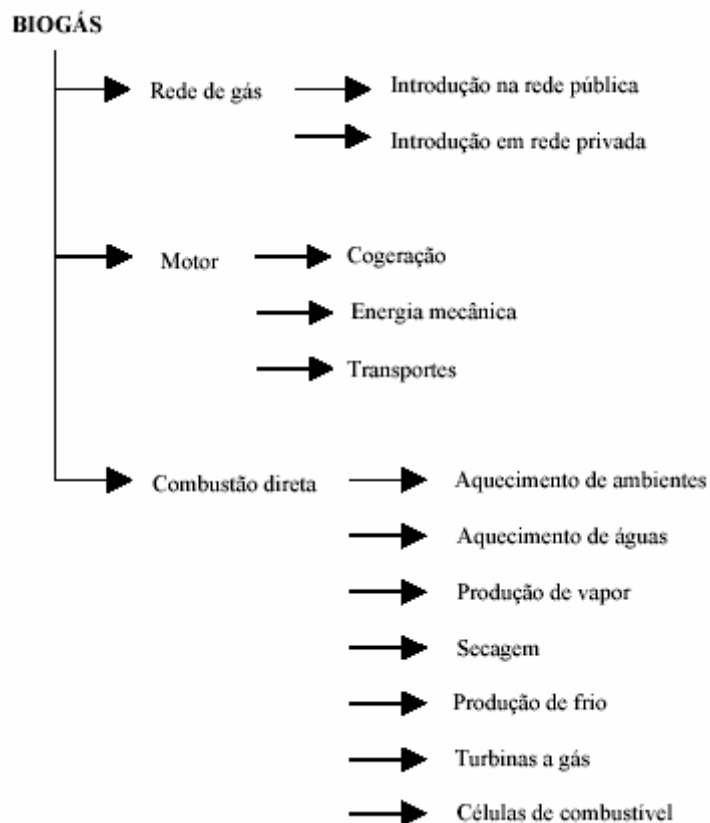 BIOGÁS
Rede de gás
Introdução na rede pública
Introdução em rede privada
Motor
Cogeração
Energia mecânica
Transportes
Combustão direta
Aquecimento de ambientes
Aquecimento de águas
Produção de vapor
Secagem
Produção de frio
Turbinas a gás
Células de combustível